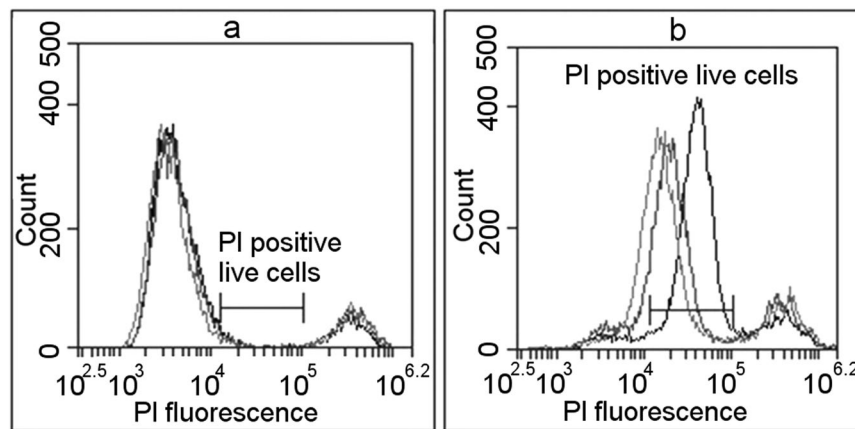 a
500
400
200
0
Count
PI positive
live cells
10^2.5 10^3 10^4 10^5 10^6.2
PI fluorescence
b
500
400
200
0
Count
PI positive live cells
10^2.5 10^3 10^4 10^5 10^6.2
PI fluorescence